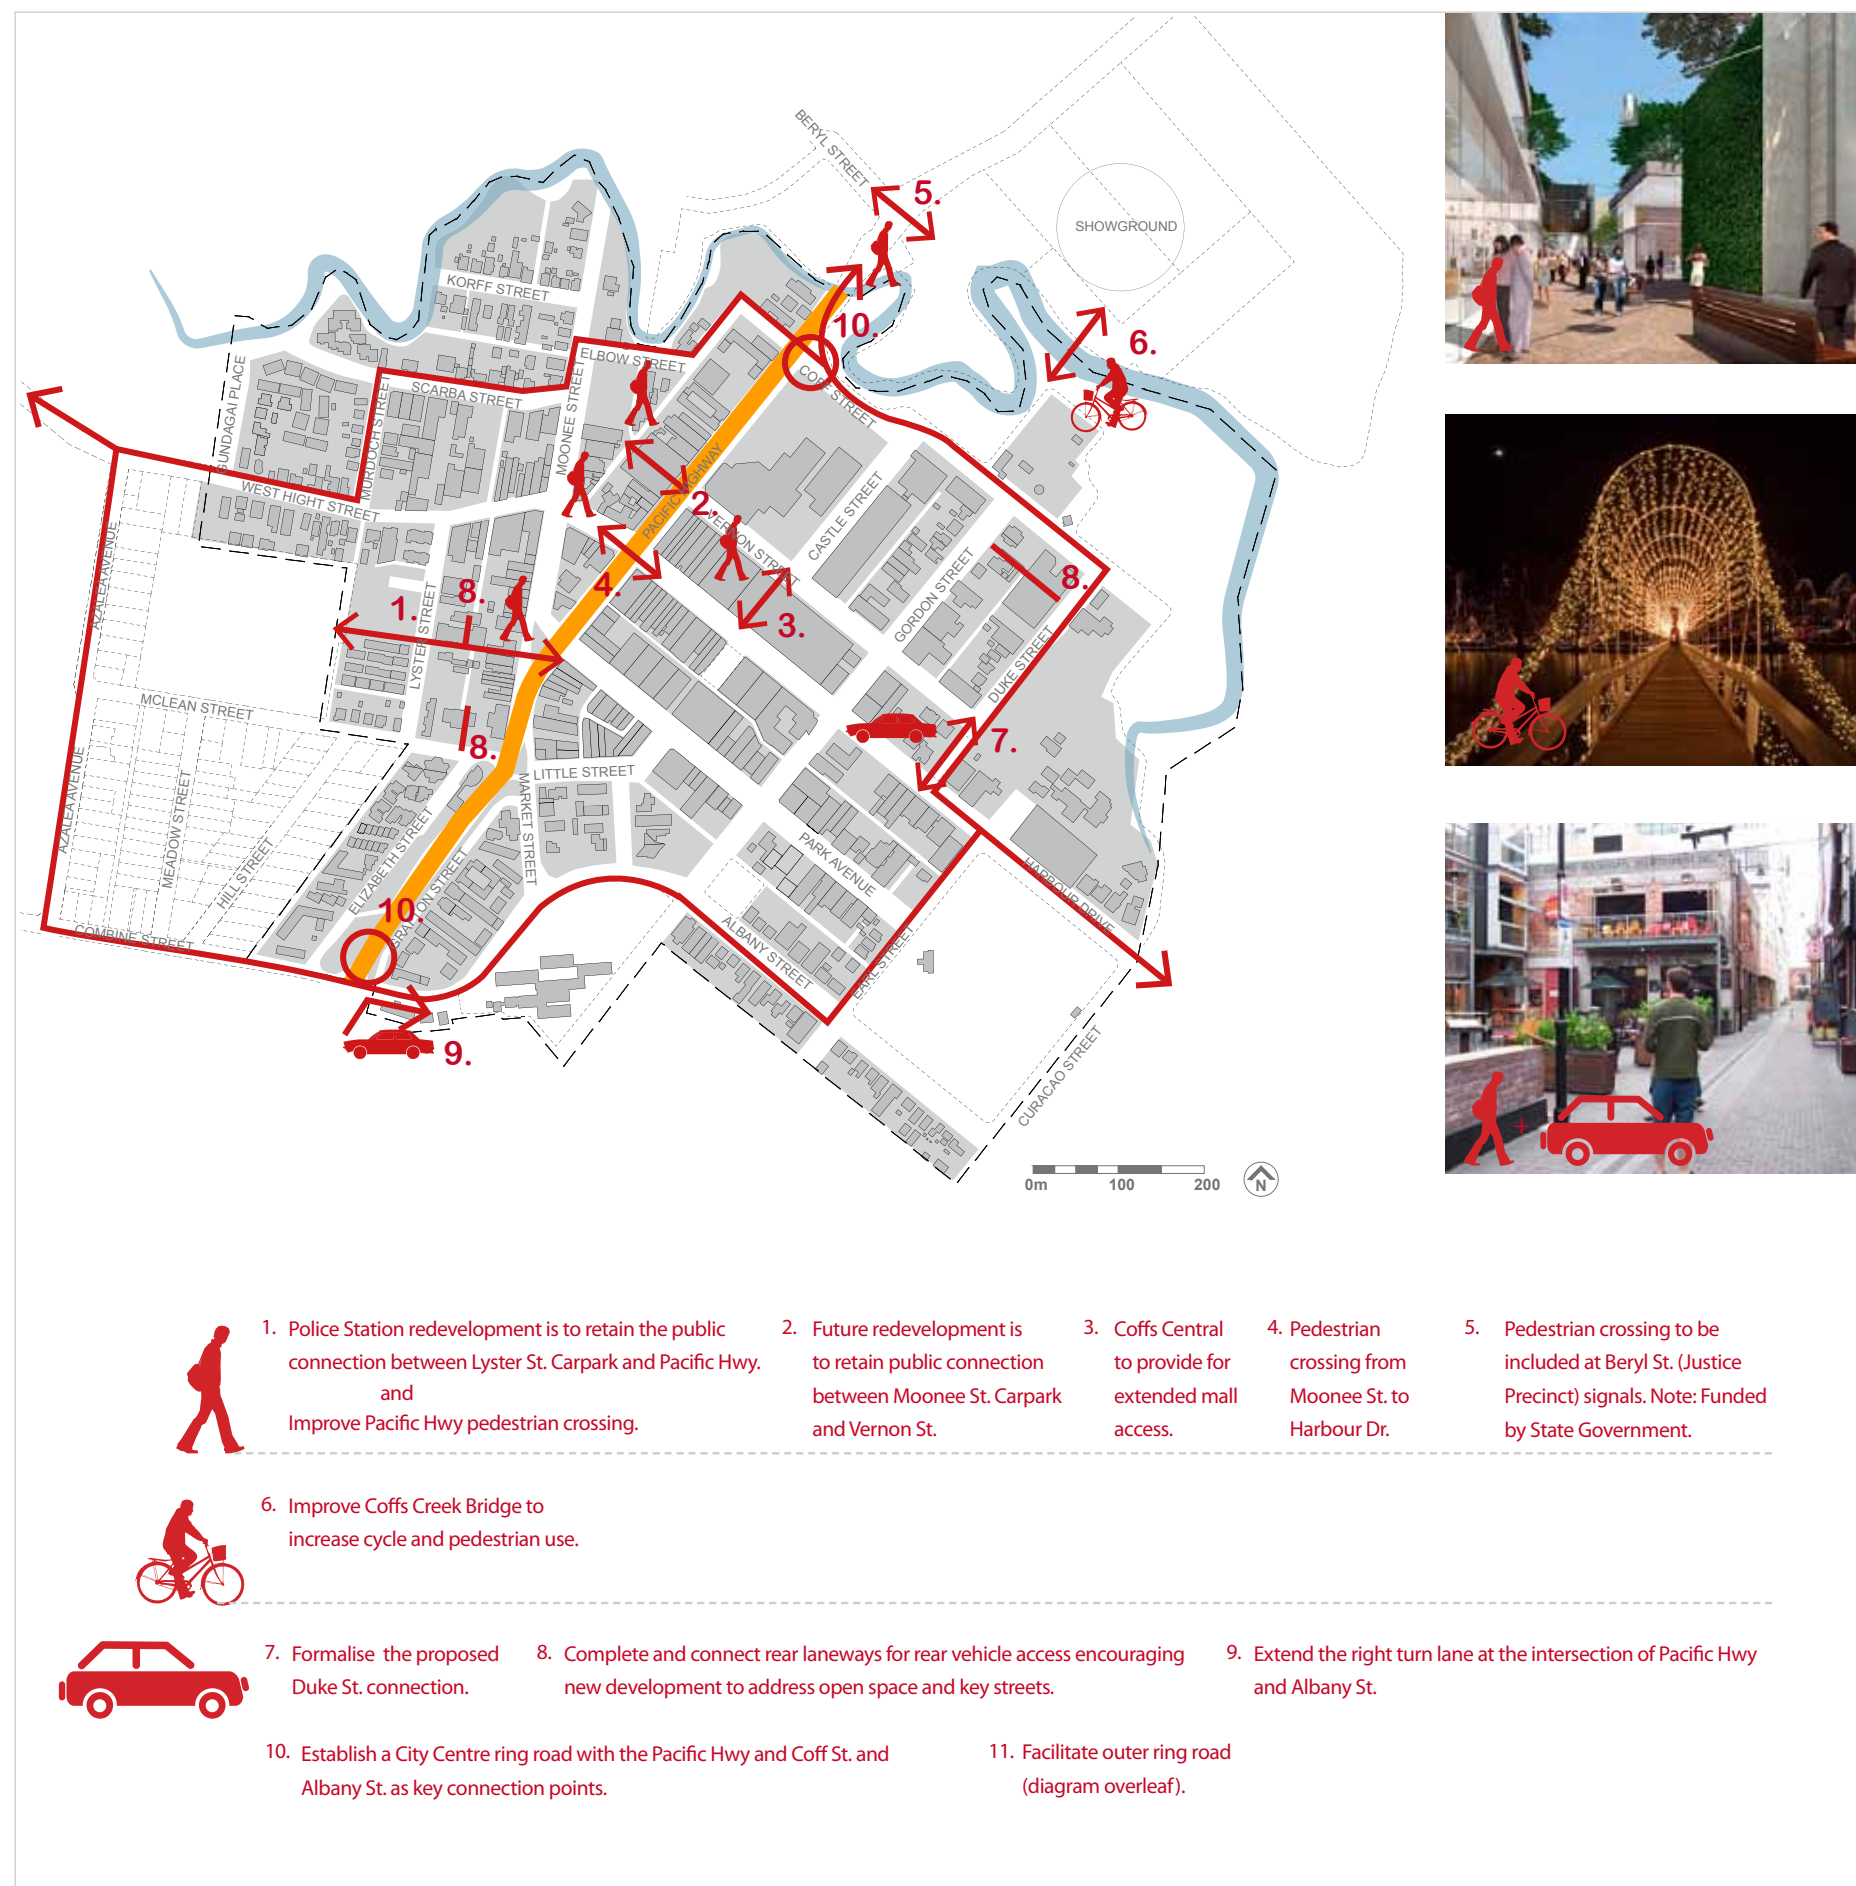 BERYL STREET
5.
SHOWGROUND
KORFF STREET
10.
6.
ELBOW STREET
SCARBA STREET
COFF STREET
GUNDAGAI PLACE
MURDOCH STREET
MOONEE STREET
PACIFIC HIGHWAY
WEST HIGHT STREET
2.
VERNON STREET
CASTLE STREET
AZALEA AVENUE
4.
8.
1.
8.
3.
GORDON STREET
LYSTER STREET
DUKE STREET
MCLEAN STREET
7.
8.
LITTLE STREET
AZALEA AVENUE
MEADOW STREET
HILL STREET
MARKET STREET
ELIZABETH STREET
PARK AVENUE
GRAFTON STREET
10.
HARBOUR DRIVE
COMBINE STREET
ALBANY STREET
EARL STREET
9.
CURACAO STREET
0m 100 200
N
+
1. Police Station redevelopment is to retain the public
connection between Lyster St. Carpark and Pacific Hwy.
and
Improve Pacific Hwy pedestrian crossing.
2. Future redevelopment is
to retain public connection
between Moonee St. Carpark
and Vernon St.
3. Coffs Central
to provide for
extended mall
access.
4. Pedestrian
crossing from
Moonee St. to
Harbour Dr.
5. Pedestrian crossing to be
included at Beryl St. (Justice
Precinct) signals. Note: Funded
by State Government.
6. Improve Coffs Creek Bridge to
increase cycle and pedestrian use.
7. Formalise the proposed
Duke St. connection.
8. Complete and connect rear laneways for rear vehicle access encouraging
new development to address open space and key streets.
9. Extend the right turn lane at the intersection of Pacific Hwy
and Albany St.
10. Establish a City Centre ring road with the Pacific Hwy and Coff St. and
Albany St. as key connection points.
11. Facilitate outer ring road
(diagram overleaf).